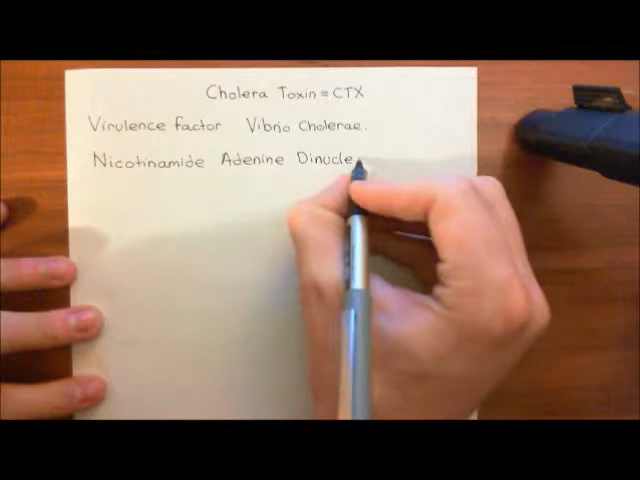 Cholera Toxin = CTX
Virulence factor Vibrio Cholerae.
Nicotinamide Adenine Dinucle